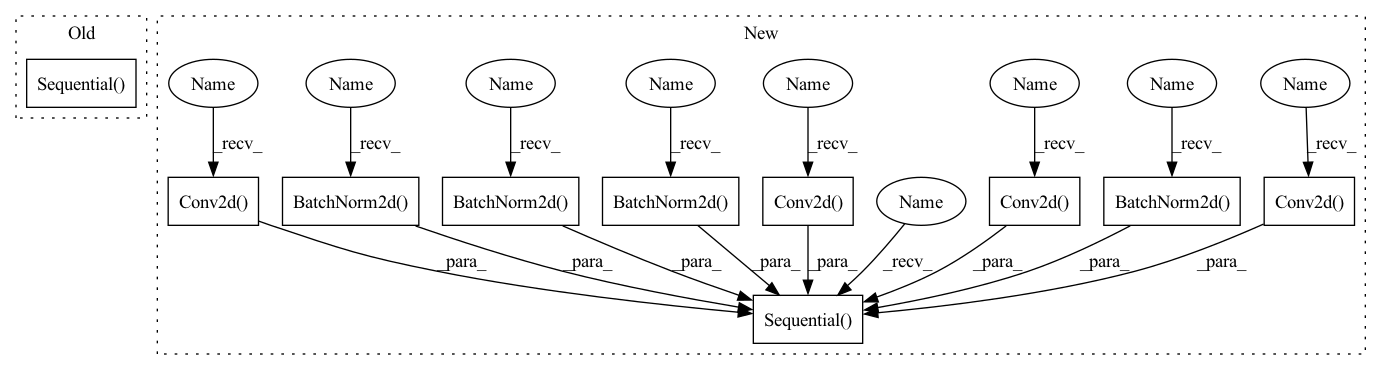 Old
New
Sequential()
Name
Name
Name
Name
Name
Name
Name
Name
_recv_
_recv_
_recv_
_recv_
_recv_
_recv_
_recv_
_recv_
Conv2d()
BatchNorm2d()
BatchNorm2d()
BatchNorm2d()
Conv2d()
Name
Conv2d()
BatchNorm2d()
Conv2d()
_para_
_para_
_para_
_para_
_para_
_recv_
_para_
_para_
_para_
Sequential()